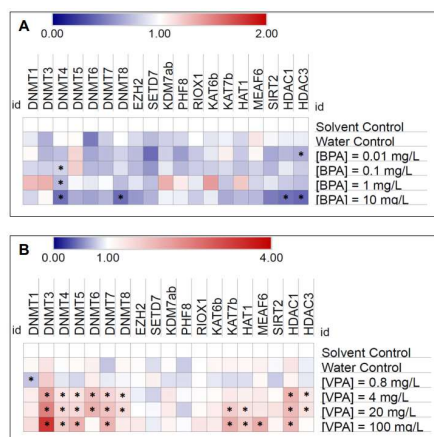 A
0.00 1.00 2.00
id DNMT1 DNMT3 DNMT4 DNMT5 DNMT6 DNMT7 DNMT8 EZH2 SETD7 KDM7ab PHF8 RIOX1 KAT6b KAT7b HAT1 MEAF6 SIRT2 HDAC1 HDAC3 id
Solvent Control
Water Control
* [BPA] = 0.01 mg/L
* [BPA] = 0.1 mg/L
* [BPA] = 1 mg/L
* * * * [BPA] = 10 mg/L
B
0.00 1.00 4.00
id DNMT1 DNMT3 DNMT4 DNMT5 DNMT6 DNMT7 DNMT8 EZH2 SETD7 KDM7ab PHF8 RIOX1 KAT6b KAT7b HAT1 MEAF6 SIRT2 HDAC1 HDAC3 id
Solvent Control
Water Control
* [VPA] = 0.8 mg/L
* * * * * * * * [VPA] = 4 mg/L
* * * * * * * * * * [VPA] = 20 mg/L
* * * * * * * * [VPA] = 100 mg/L